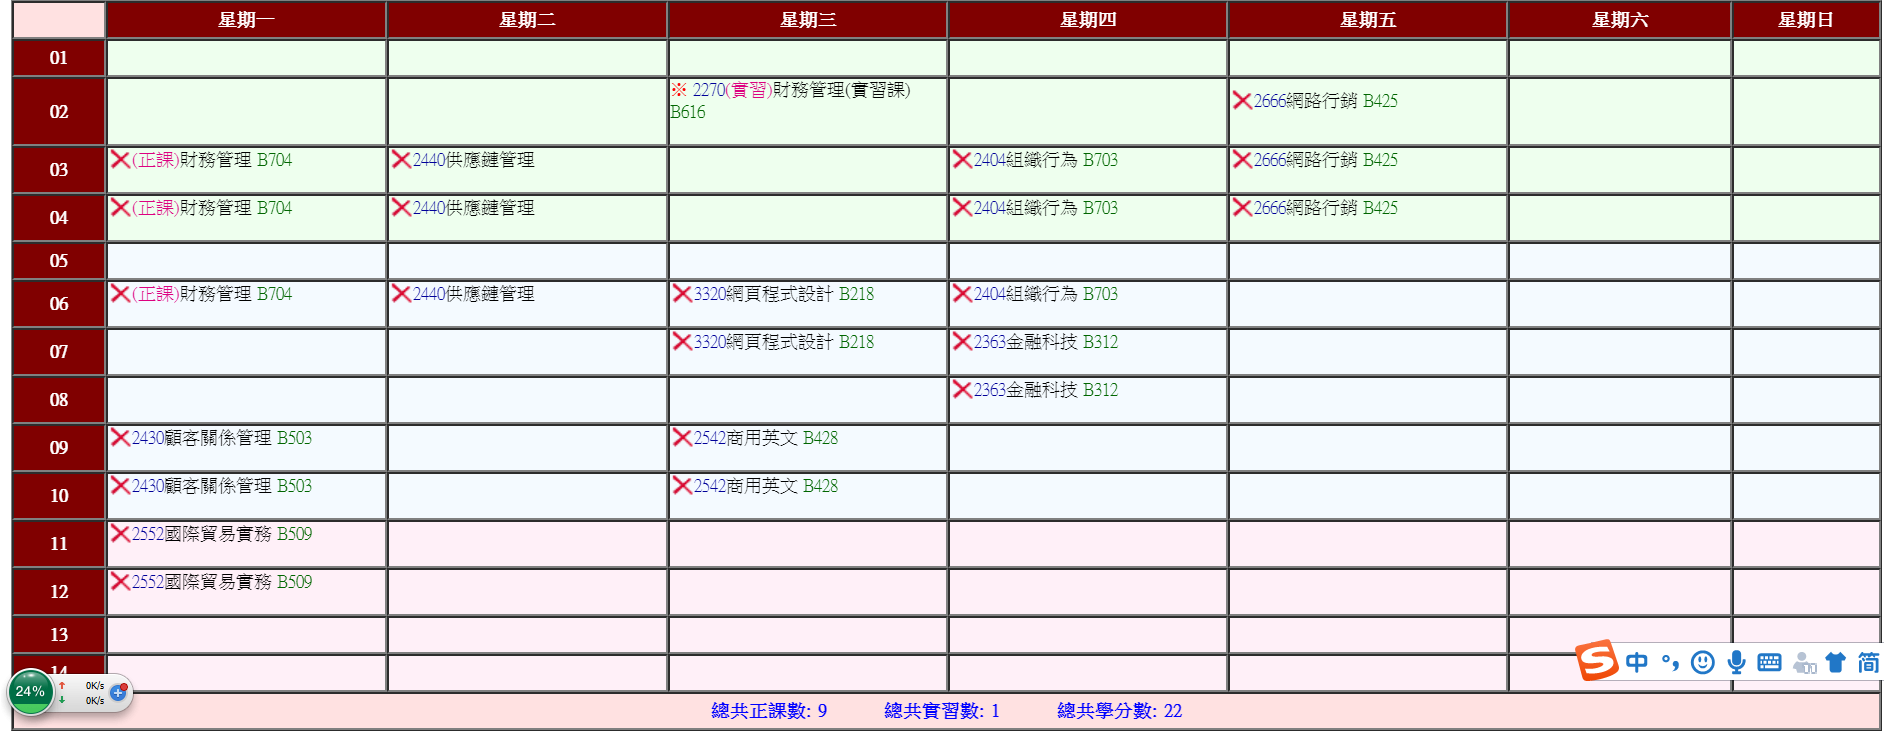 星期一 星期二 星期三 星期四 星期五 星期六 星期日
01
02 ※ 2270(實習)財務管理(實習課) B616 2666網路行銷 B425
03 (正課)財務管理 B704 2440供應鏈管理 2404組織行為 B703 2666網路行銷 B425
04 (正課)財務管理 B704 2440供應鏈管理 2404組織行為 B703 2666網路行銷 B425
05
06 (正課)財務管理 B704 2440供應鏈管理 3320網頁程式設計 B218 2404組織行為 B703
07 3320網頁程式設計 B218 2363金融科技 B312
08 2363金融科技 B312
09 2430顧客關係管理 B503 2542商用英文 B428
10 2430顧客關係管理 B503 2542商用英文 B428
11 2552國際貿易實務 B509
12 2552國際貿易實務 B509
13
14
中 °, 简
24% 0K/s
0K/s
總共正課數: 9 總共實習數: 1 總共學分數: 22